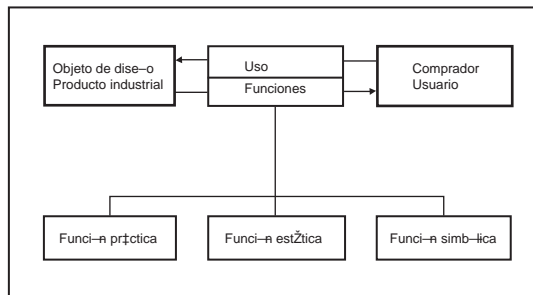 Objeto de dise–o
Producto industrial
Uso
Funciones
Comprador
Usuario
Funci—n pr‡ctica
Funci—n estŽtica
Funci—n simb—lica